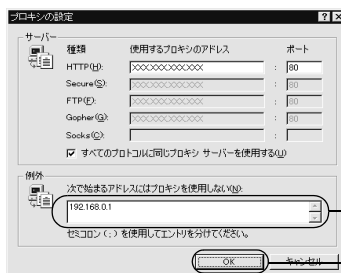 プロキシの設定
サーバー
種類 使用するプロキシのアドレス ポート
HTTP(H): XXXXXXXXXXXX : 80
Secure(S): XXXXXXXXXXXX : 80
FTP(F): XXXXXXXXXXXX : 80
Gopher(G): XXXXXXXXXXXX : 80
Socks(C): :
すべてのプロトコルに同じプロキシ サーバーを使用する(U)
例外
次で始まるアドレスにはプロキシを使用しない(N):
192.168.0.1
セミコロン (;) を使用してエントリを分けてください。
OK キャンセル